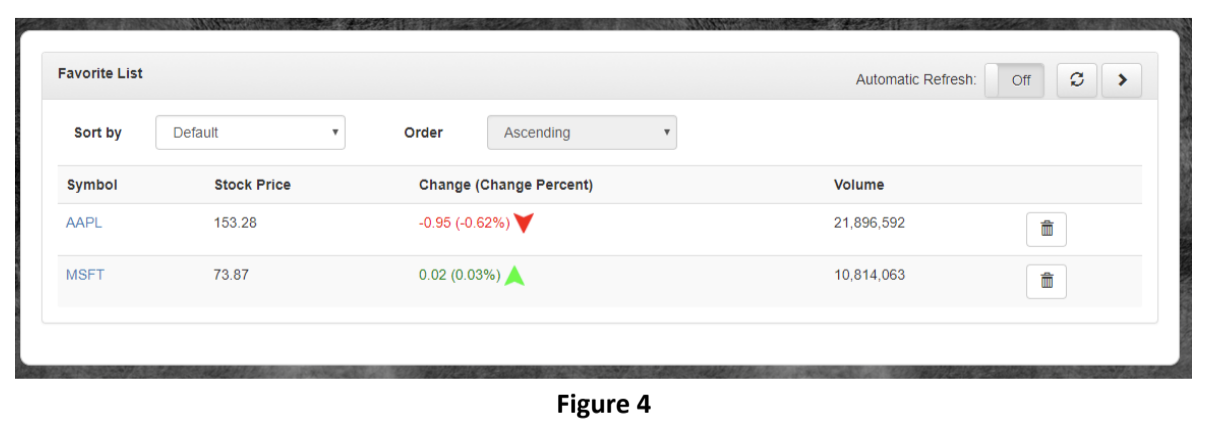 Favorite List Automatic Refresh: Off
Sort by Default Order Ascending
Symbol Stock Price Change (Change Percent) Volume
AAPL 153.28 -0.95 (-0.62%) 21,896,592
MSFT 73.87 0.02 (0.03%) 10,814,063
Figure 4